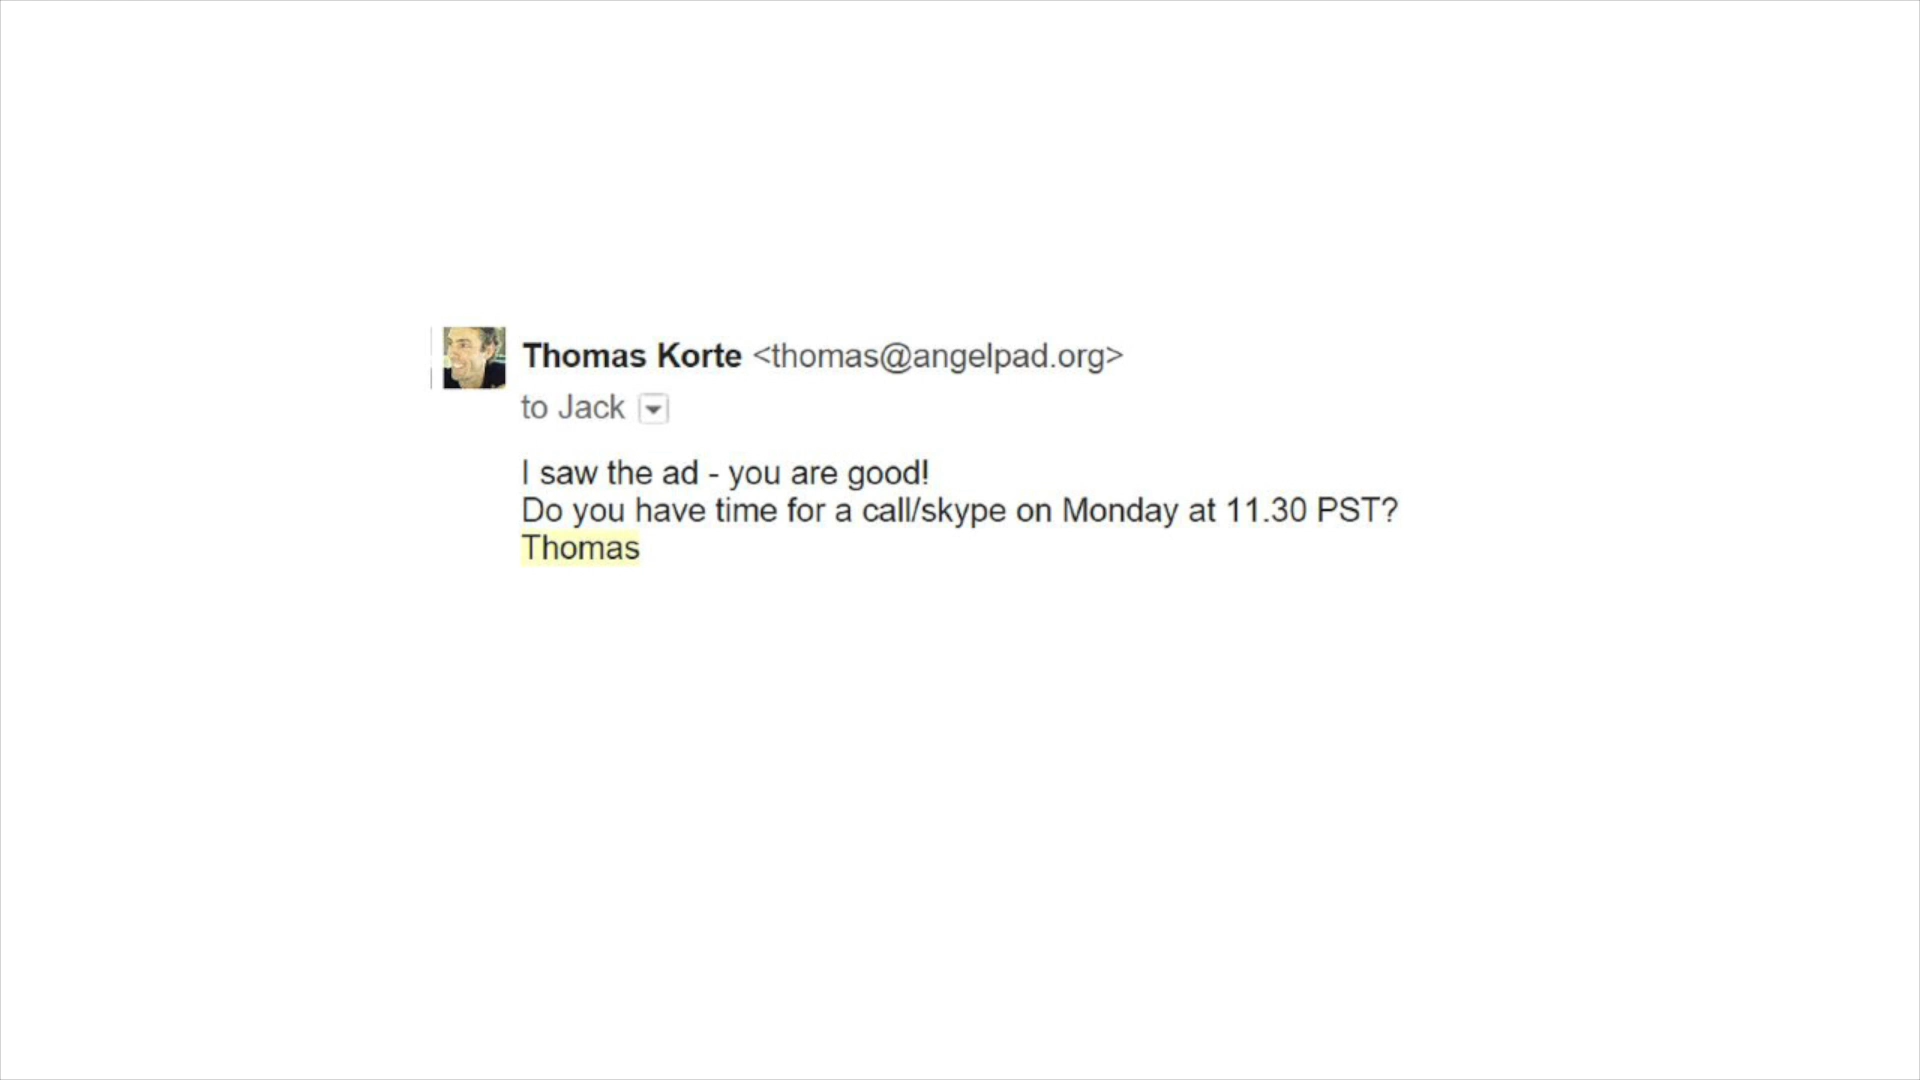 Thomas Korte <thomas@angelpad.org>
to Jack
I saw the ad - you are good!
Do you have time for a call/skype on Monday at 11.30 PST?
Thomas